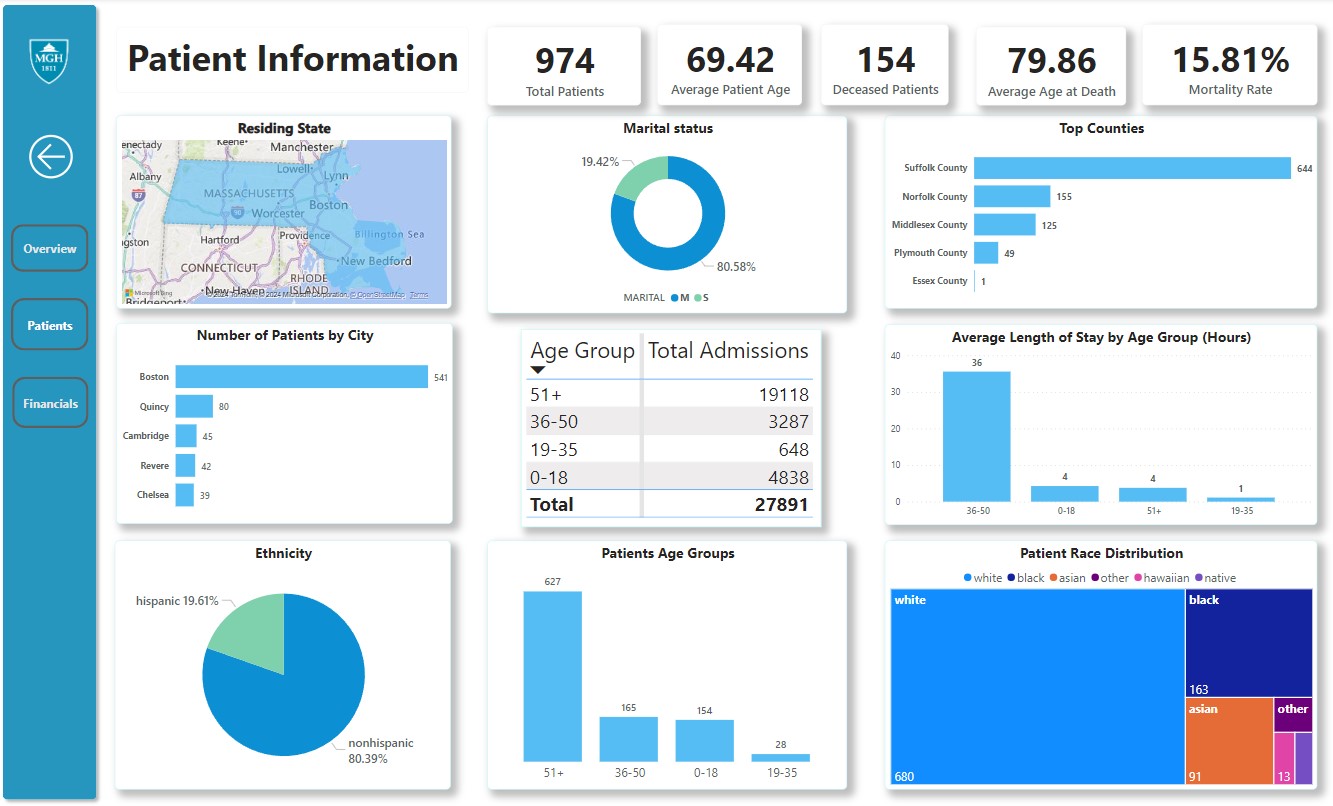 MGH
1811
Overview
Patients
Financials
Patient Information
974
Total Patients
69.42
Average Patient Age
154
Deceased Patients
79.86
Average Age at Death
15.81%
Mortality Rate
Residing State
enectady
Keene
Manchester
Albany
Lowell
Lynn
87
MASSACHUSETTS
90
Worcester
Boston
gston
Hartford
Providence
Billington Sea
CONNECTICUT
New Bedford
RHODE
ISLAND
New Haven
Bridgeport
Microsoft Bing
© 2024 TomTom, © 2024 Microsoft Corporation, © OpenStreetMap Terms
Marital status
19.42%
80.58%
MARITAL M S
Top Counties
Suffolk County 644
Norfolk County 155
Middlesex County 125
Plymouth County 49
Essex County 1
Number of Patients by City
Boston 541
Quincy 80
Cambridge 45
Revere 42
Chelsea 39
Age Group Total Admissions
51+ 19118
36-50 3287
19-35 648
0-18 4838
Total 27891
Average Length of Stay by Age Group (Hours)
40
30
20
10
0
36
4
4
1
36-50 0-18 51+ 19-35
Ethnicity
hispanic 19.61%
nonhispanic
80.39%
Patients Age Groups
627
165
154
28
51+ 36-50 0-18 19-35
Patient Race Distribution
white black asian other hawaiian native
white
680
black
163
asian
91
other
13